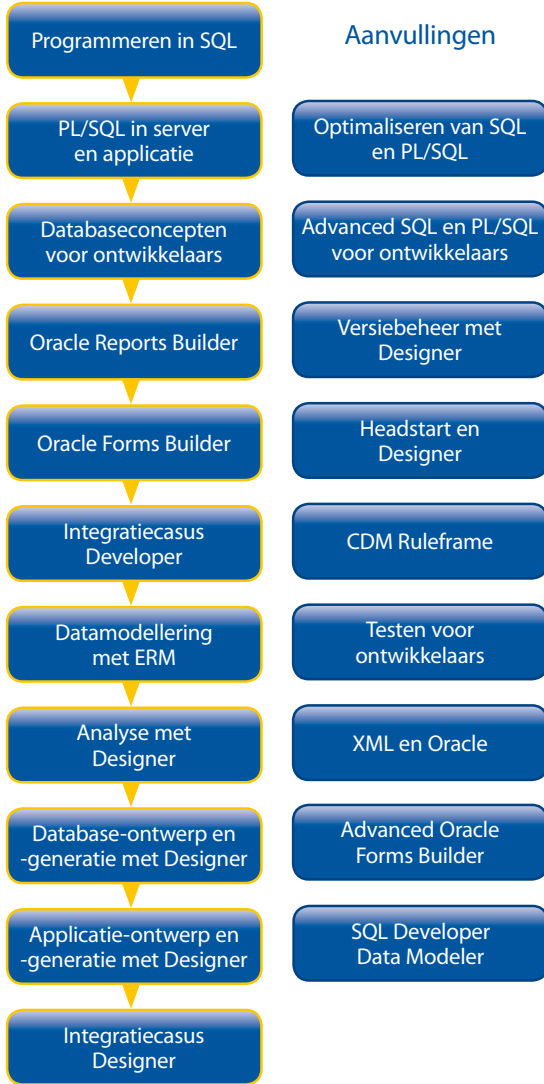 Programmeren in SQL
PL/SQL in server
en applicatie
Databaseconcepten
voor ontwikkelaars
Oracle Reports Builder
Oracle Forms Builder
Integratiecasus
Developer
Datamodellering
met ERM
Analyse met
Designer
Database-ontwerp en
-generatie met Designer
Applicatie-ontwerp en
-generatie met Designer
Integratiecasus
Designer
Aanvullingen
Optimaliseren van SQL
en PL/SQL
Advanced SQL en PL/SQL
voor ontwikkelaars
Versiebeheer met
Designer
Headstart en
Designer
CDM Ruleframe
Testen voor
ontwikkelaars
XML en Oracle
Advanced Oracle
Forms Builder
SQL Developer
Data Modeler